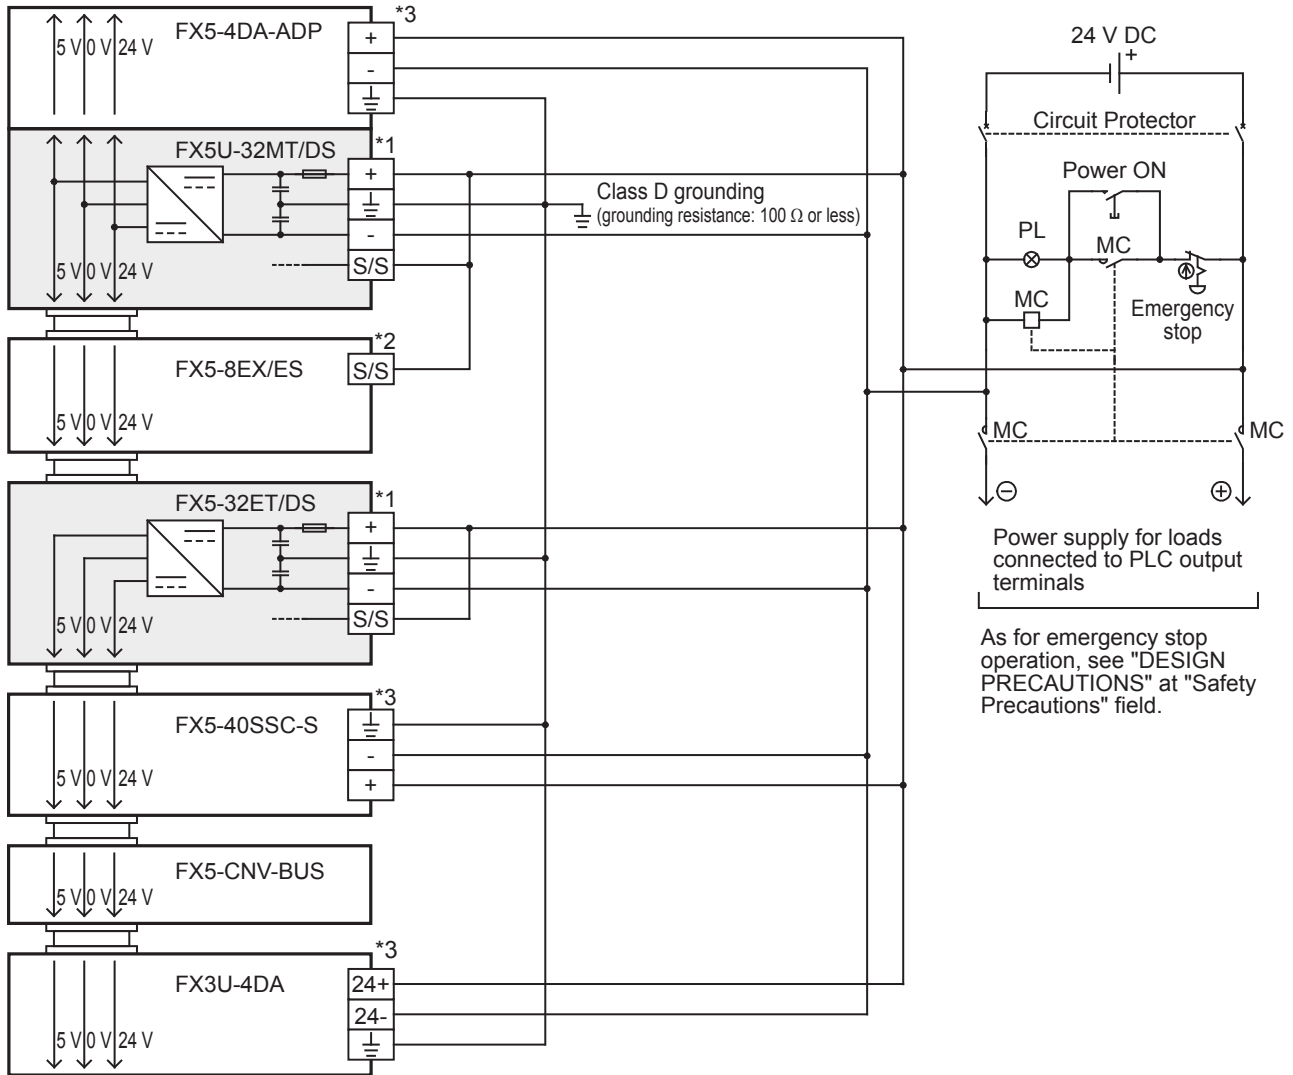 FX5-4DA-ADP
*3
5 V 0 V 24 V
+
-
FX5U-32MT/DS
*1
+
-
S/S
5 V 0 V 24 V
Class D grounding
(grounding resistance: 100 Ω or less)
FX5-8EX/ES
*2
S/S
5 V 0 V 24 V
FX5-32ET/DS
*1
+
-
S/S
5 V 0 V 24 V
FX5-40SSC-S
*3
-
+
5 V 0 V 24 V
FX5-CNV-BUS
5 V 0 V 24 V
FX3U-4DA
*3
24+
24-
5 V 0 V 24 V
24 V DC
+
Circuit Protector
Power ON
PL
MC
MC
Emergency
stop
MC
MC
Power supply for loads
connected to PLC output
terminals
As for emergency stop
operation, see "DESIGN
PRECAUTIONS" at "Safety
Precautions" field.